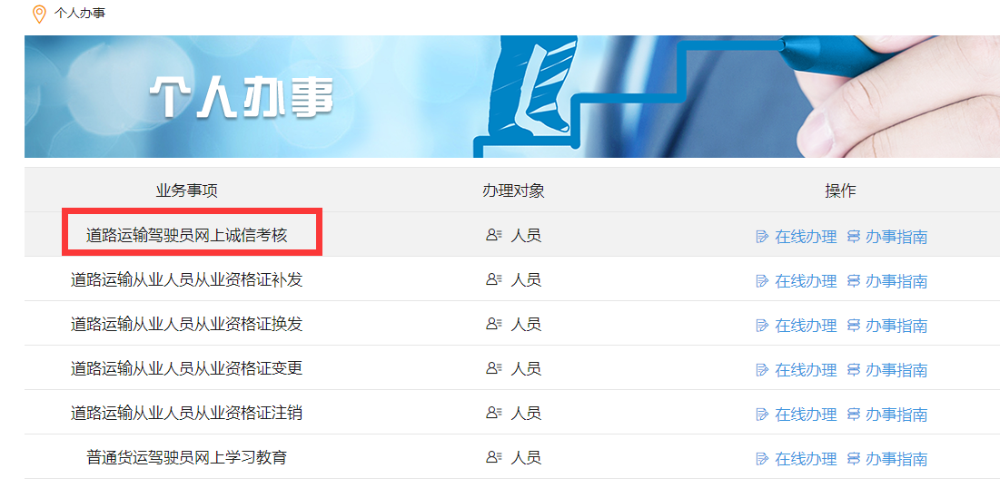 个人办事
个人办事
业务事项 办理对象 操作
道路运输驾驶员网上诚信考核 人员 在线办理 办事指南
道路运输从业人员从业资格证补发 人员 在线办理 办事指南
道路运输从业人员从业资格证换发 人员 在线办理 办事指南
道路运输从业人员从业资格证变更 人员 在线办理 办事指南
道路运输从业人员从业资格证注销 人员 在线办理 办事指南
普通货运驾驶员网上学习教育 人员 在线办理 办事指南